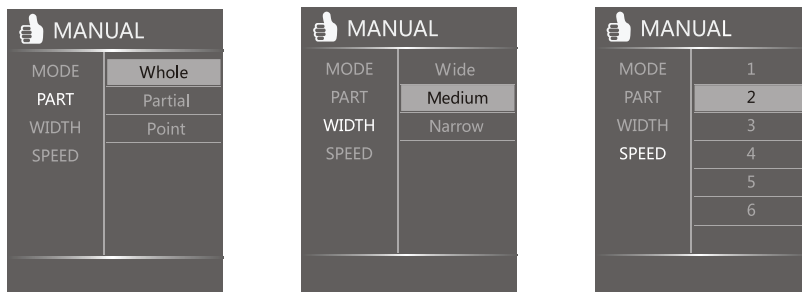 MANUAL
MODE
PART
WIDTH
SPEED
Whole
Partial
Point
MANUAL
MODE
PART
WIDTH
SPEED
Wide
Medium
Narrow
MANUAL
MODE
PART
WIDTH
SPEED
1
2
3
4
5
6